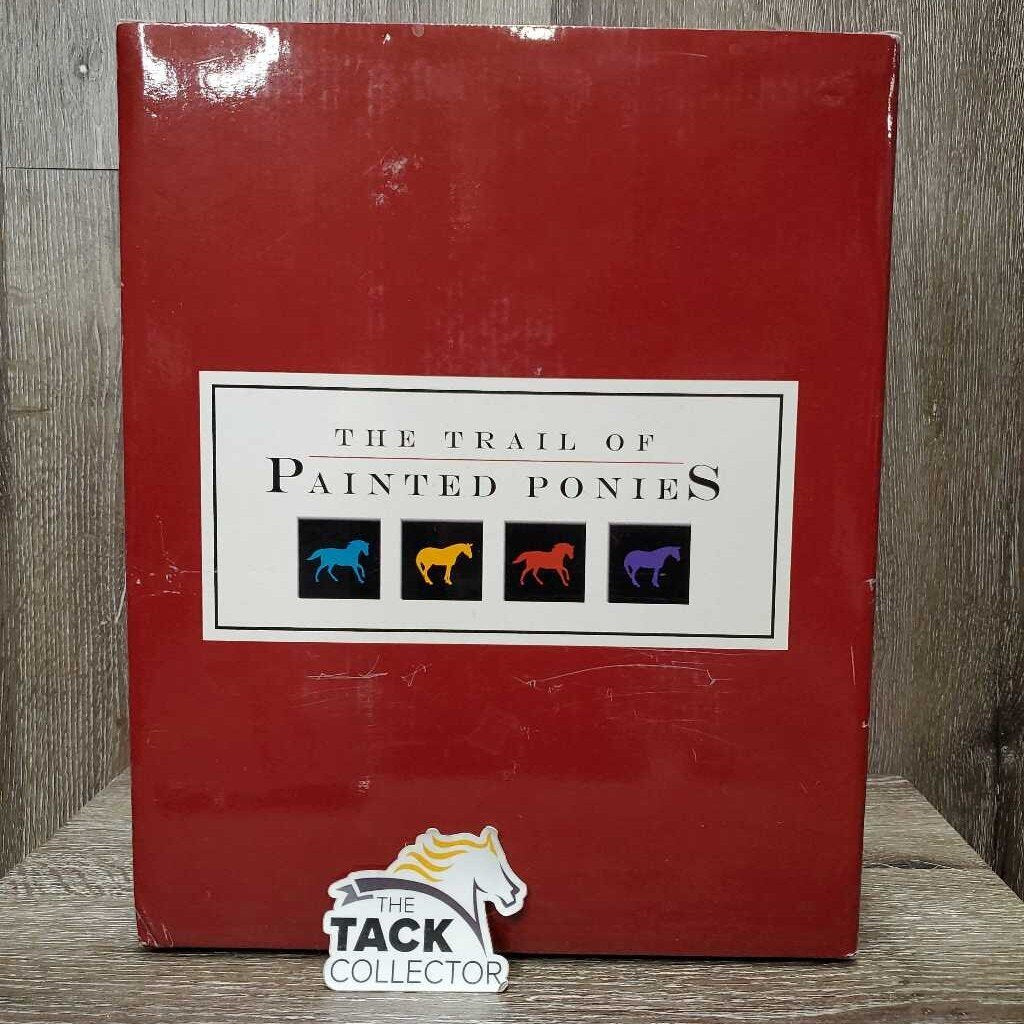 THE TRAIL OF
PAINTED PONIES
THE
TACK
COLLECTOR